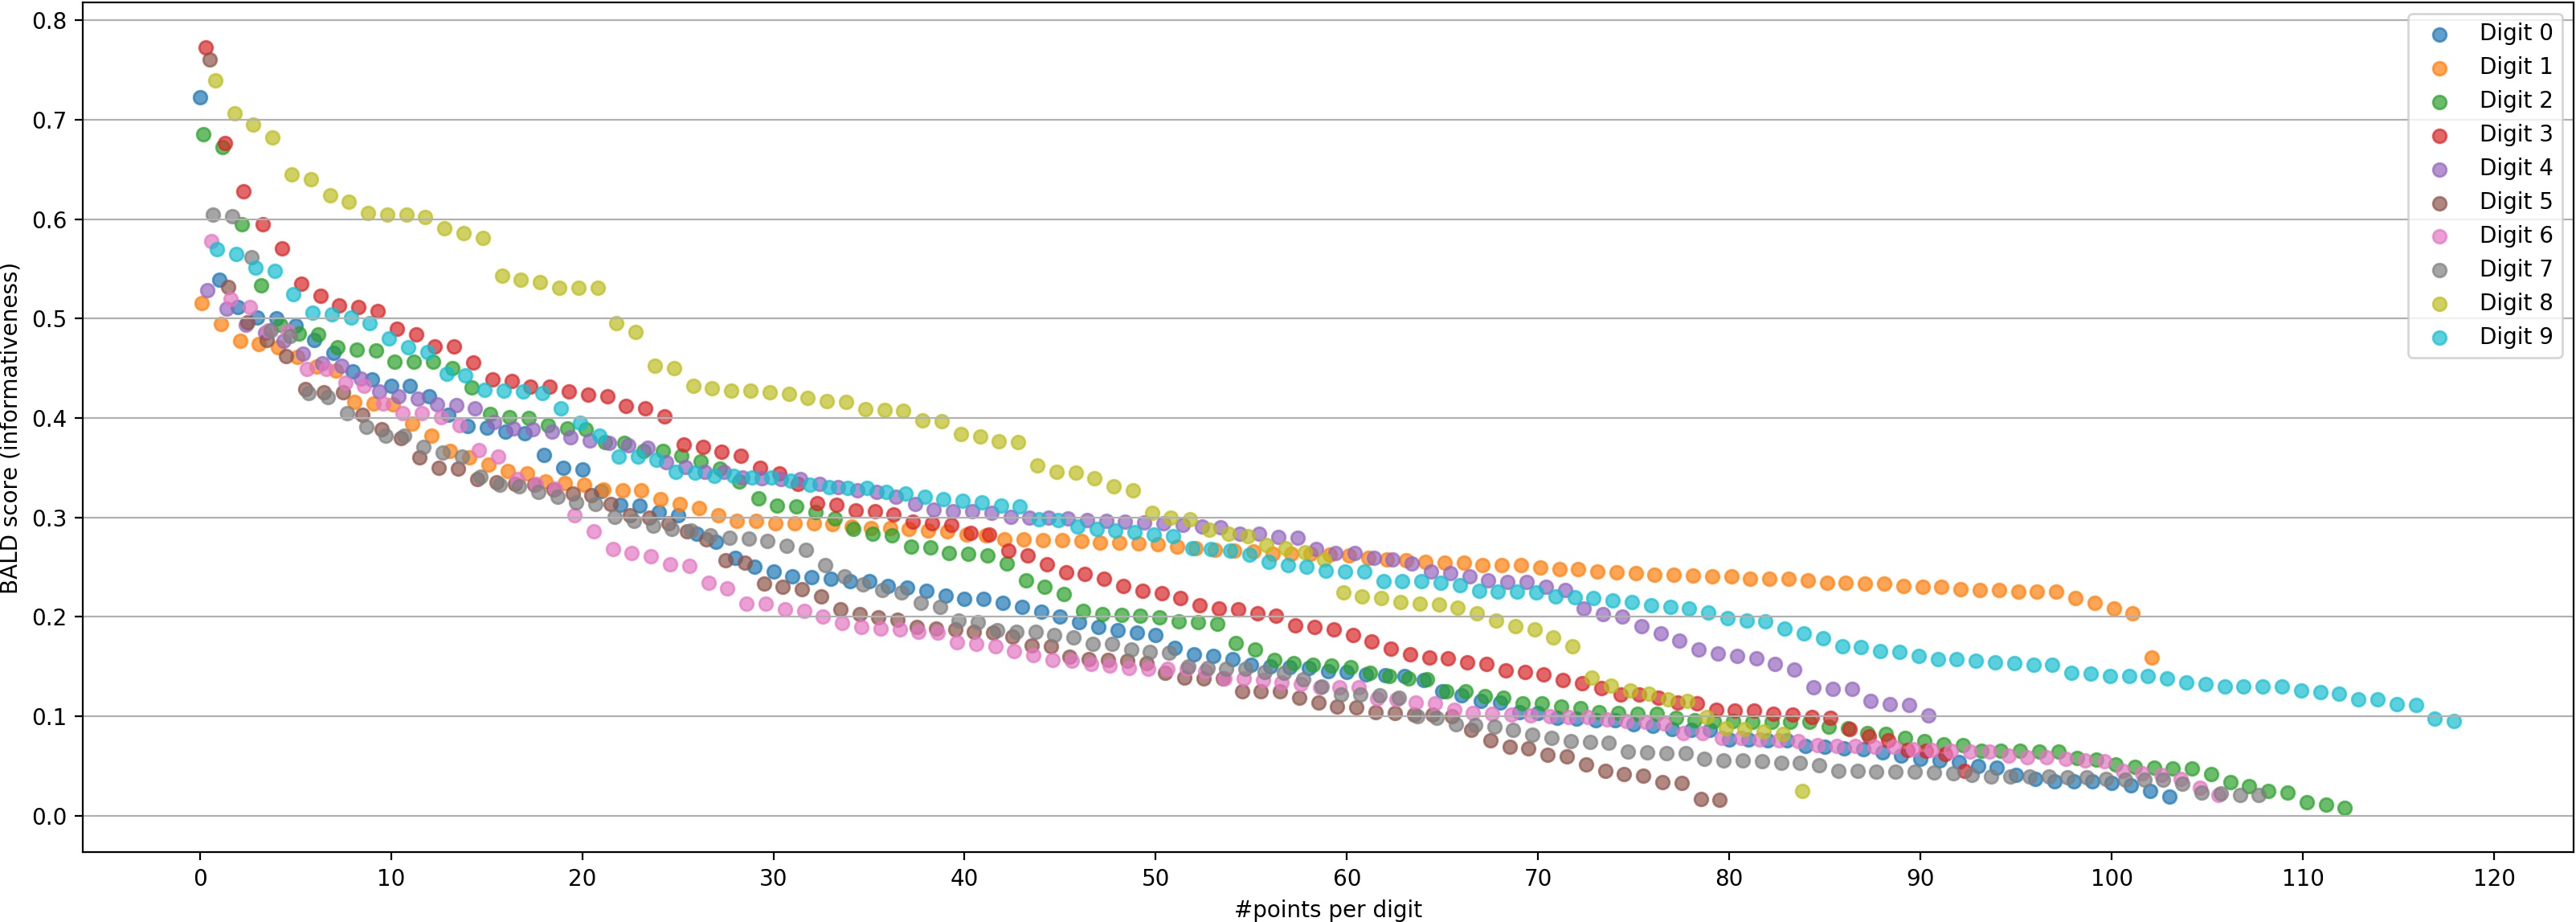 0.8
0.7
0.6
0.5
0.4
0.3
0.2
0.1
0.0
BALD score (informativeness)
Digit 0
Digit 1
Digit 2
Digit 3
Digit 4
Digit 5
Digit 6
Digit 7
Digit 8
Digit 9
0 10 20 30 40 50 60 70 80 90 100 110 120
#points per digit